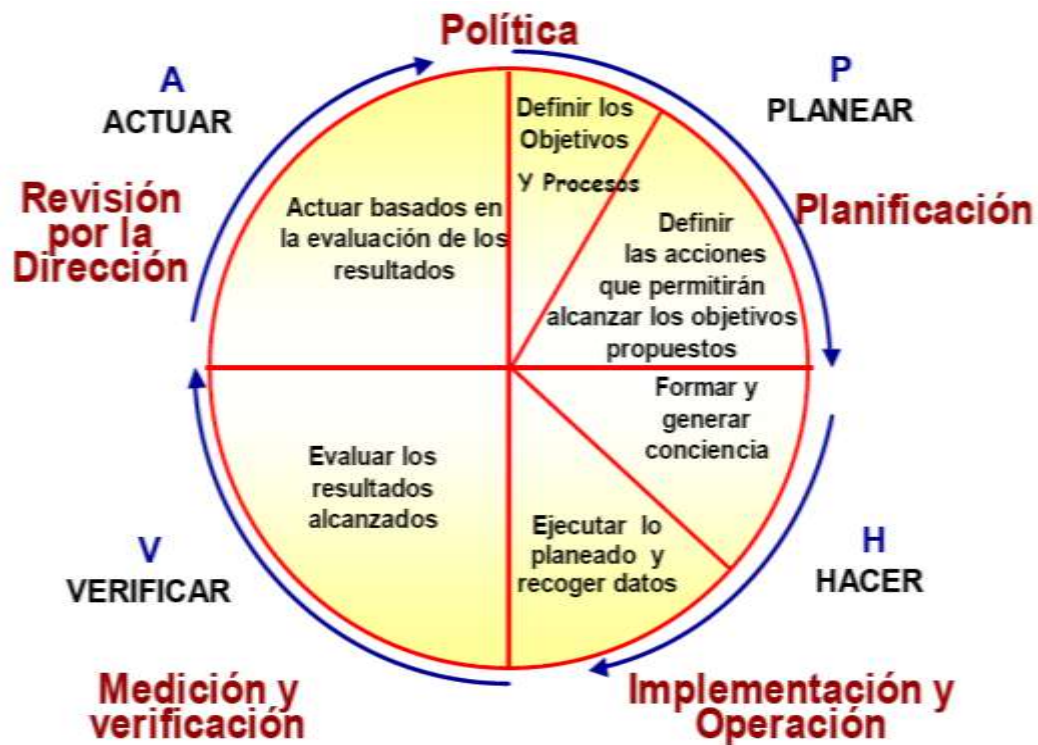 Política
P
PLANEAR
Planificación
Definir los
Objetivos
Y Procesos
Definir
las acciones
que permitirán
alcanzar los objetivos
propuestos
Formar y
generar
conciencia
Ejecutar lo
planeado y
recoger datos
H
HACER
Implementación y
Operación
Evaluar los
resultados
alcanzados
V
VERIFICAR
Medición y
verificación
Actuar basados en
la evaluación de los
resultados
A
ACTUAR
Revisión
por la
Dirección